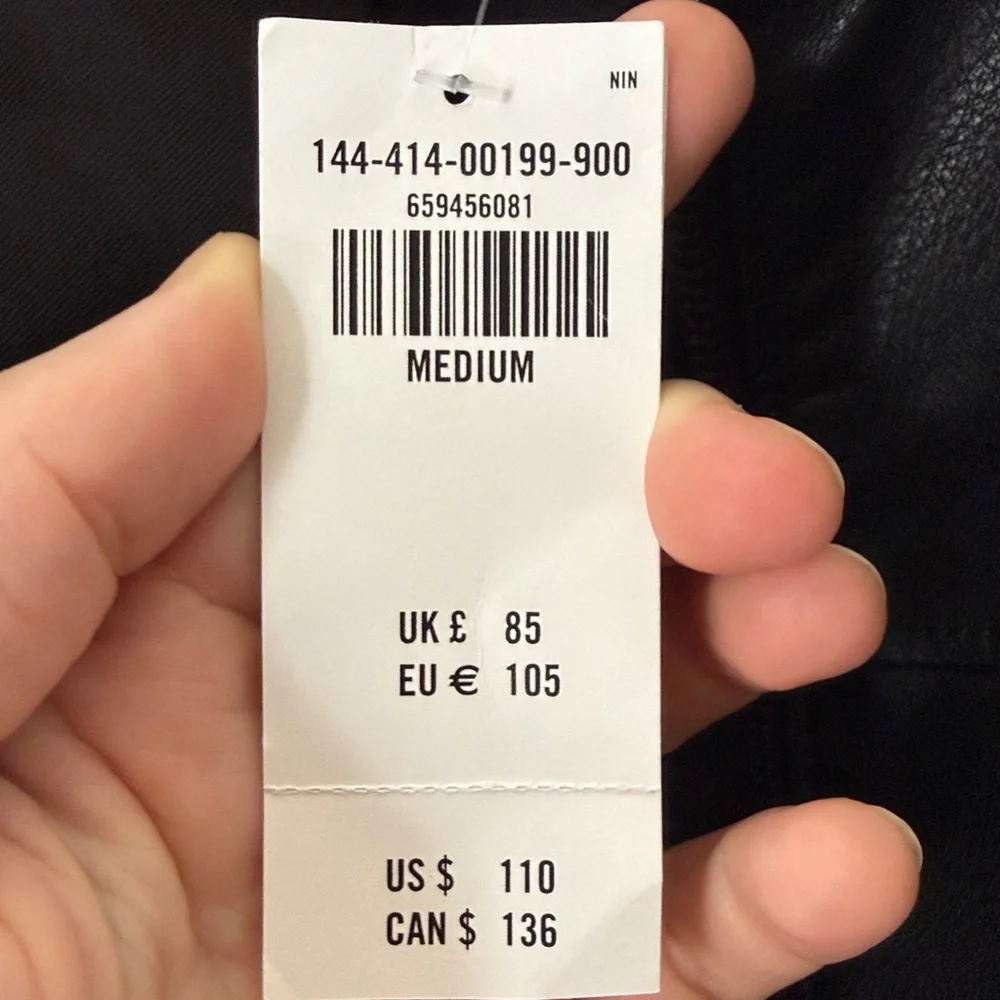 NIN
144-414-00199-900
659456081
MEDIUM
UK £ 85
EU € 105
US $ 110
CAN $ 136